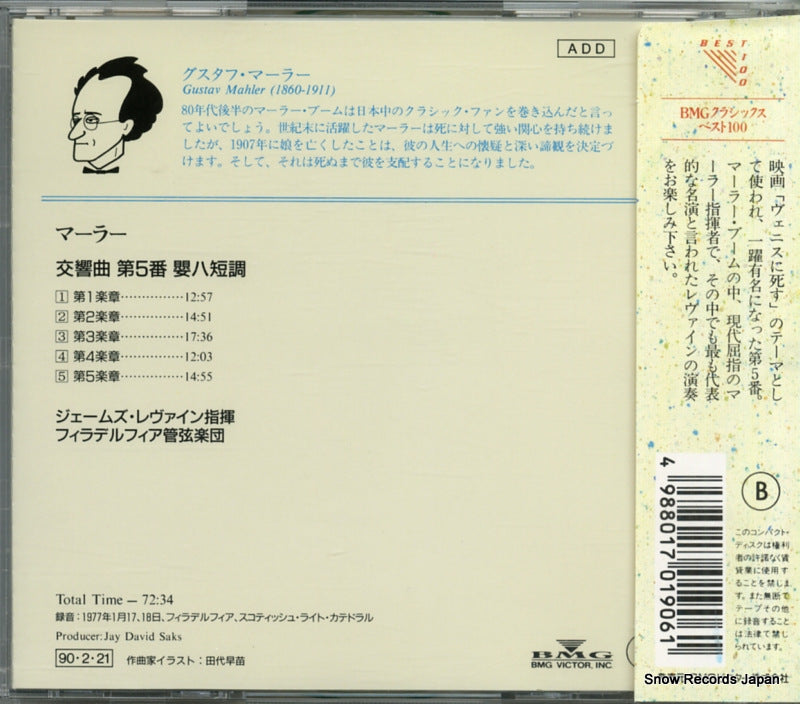 ADD
グスタフ・マーラー
Gustav Mahler (1860-1911)
80年代後半のマーラー・ブームは日本中のクラシック・ファンを巻き込んだと言っ
てよいでしょう。世紀末に活躍したマーラーは死に対して強い関心を持ち続けま
したが、1907年に娘を亡くしたことは、彼の人生への懐疑と深い諦観を決定づ
けます。そして、それは死ぬまで彼を支配することになりました。
マーラー
交響曲 第5番 嬰ハ短調
1 第1楽章 12:57
2 第2楽章 14:51
3 第3楽章 17:36
4 第4楽章 12:03
5 第5楽章 14:55
ジェームズ・レヴァイン指揮
フィラデルフィア管弦楽団
Total Time — 72:34
録音:1977年1月17、18日、フィラデルフィア、スコティッシュ・ライト・カテドラル
Producer: Jay David Saks
90・2・21 作曲家イラスト:田代早苗
BMG
BMG VICTOR, INC.
BEST 100
BMGクラシックス
ベスト100
映画「ヴェニスに死す」のテーマとし
て使われ、一躍有名になった第5番。
マーラー・ブームの中、現代屈指のマ
ーラー指揮者で、その中でも最も代表
的な名演と言われたレヴァインの演奏
をお楽しみ下さい。
B
4 988017 019061
このコンパクト・
ディスクは権利
者の許諾なく賃
貸業に使用す
ることを禁じま
す。また無断で
テープその他
に録音すること
は法律で禁じ
られています。
Snow Records Japan